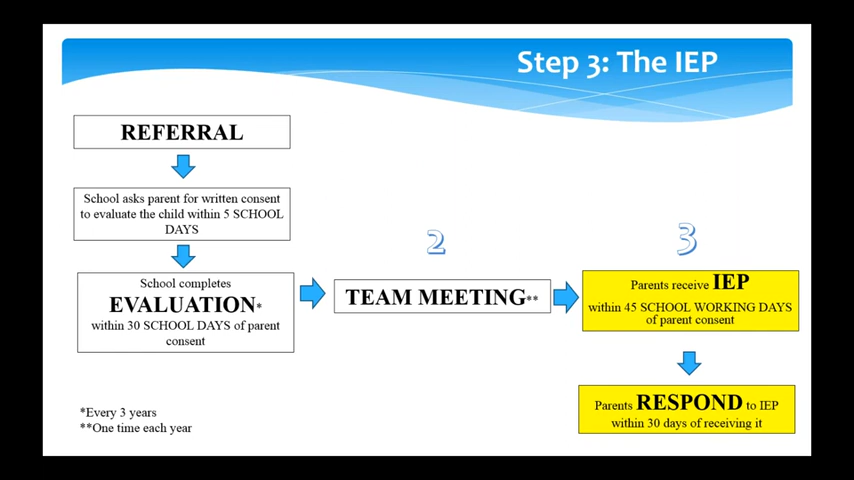 Step 3: The IEP
REFERRAL
School asks parent for written consent
to evaluate the child within 5 SCHOOL
DAYS
School completes
EVALUATION*
within 30 SCHOOL DAYS of parent
consent
2
TEAM MEETING**
3
Parents receive IEP
within 45 SCHOOL WORKING DAYS
of parent consent
Parents RESPOND to IEP
within 30 days of receiving it
*Every 3 years
**One time each year